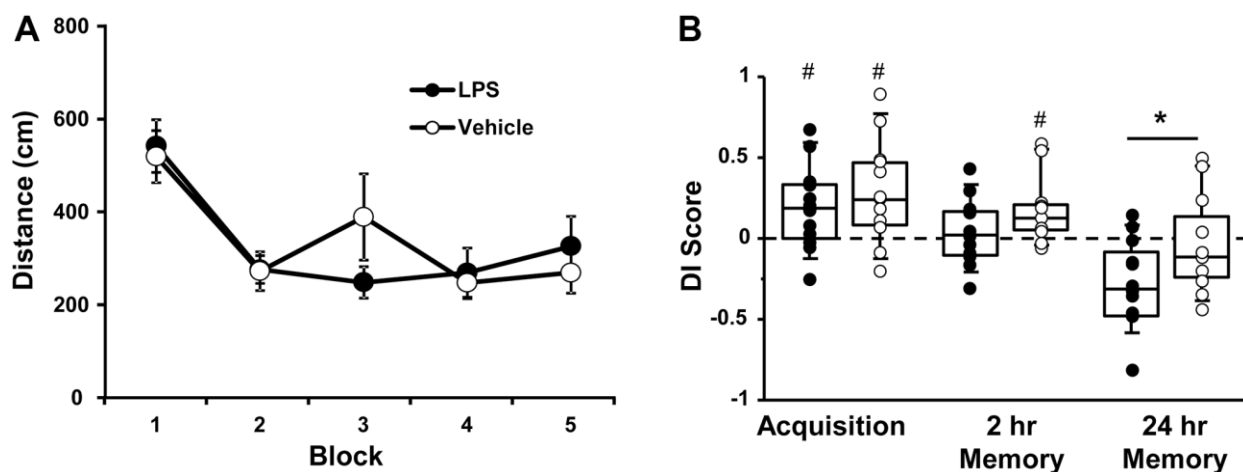 A
800
600
400
200
0
Distance (cm)
LPS
Vehicle
1 2 3 4 5
Block
B
1
0.5
0
-0.5
-1
DI Score
# #
#
*
Acquisition
2 hr
Memory
24 hr
Memory